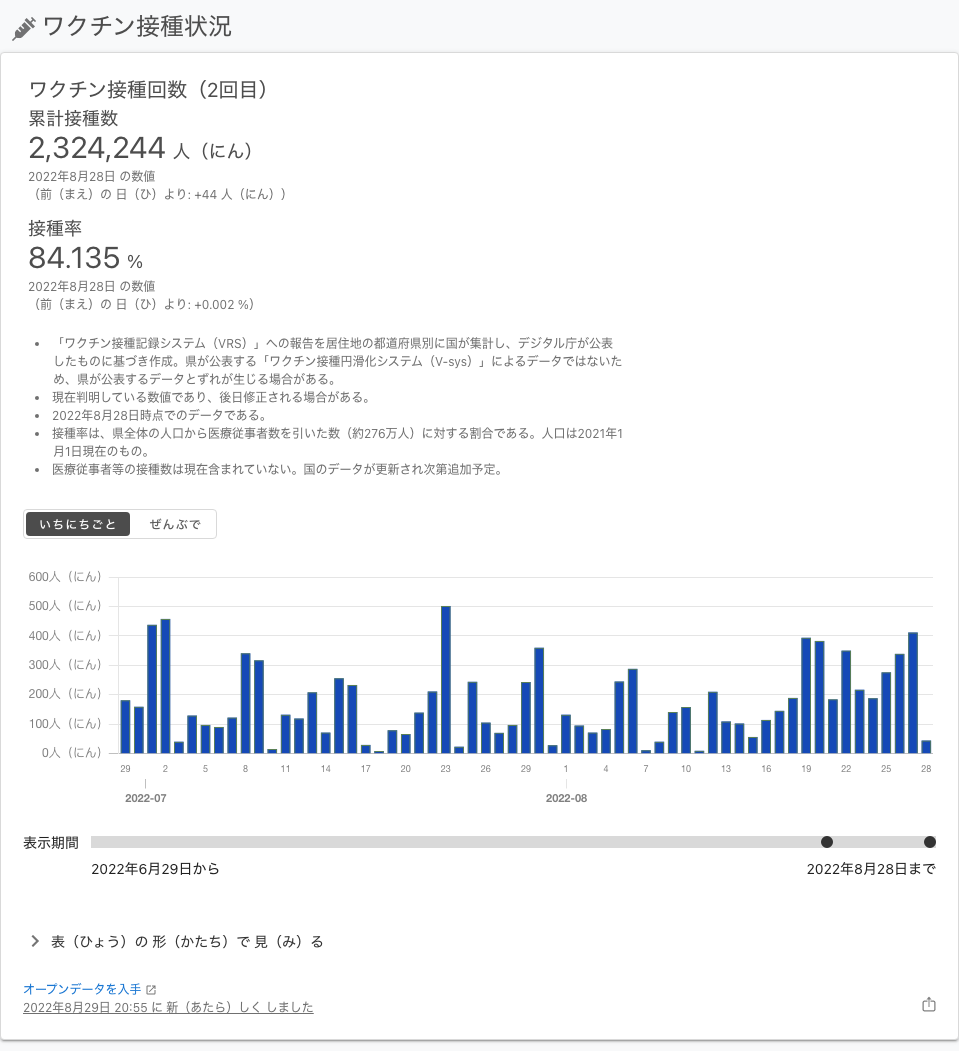 ワクチン接種状況
ワクチン接種回数（2回目）
累計接種数
2,324,244 人（にん）
2022年8月28日 の数値
（前（まえ）の 日（ひ）より: +44 人（にん））
接種率
84.135 %
2022年8月28日 の数値
（前（まえ）の 日（ひ）より: +0.002 %）
• 「ワクチン接種記録システム（VRS）」への報告を居住地の都道府県別に国が集計し、デジタル庁が公表
したものに基づき作成。県が公表する「ワクチン接種円滑化システム（V-sys）」によるデータではないた
め、県が公表するデータとずれが生じる場合がある。
• 現在判明している数値であり、後日修正される場合がある。
• 2022年8月28日時点でのデータである。
• 接種率は、県全体の人口から医療従事者数を引いた数（約276万人）に対する割合である。人口は2021年1
月1日現在のもの。
• 医療従事者等の接種数は現在含まれていない。国のデータが更新され次第追加予定。
いちにちごと ぜんぶで
600人（にん）
500人（にん）
400人（にん）
300人（にん）
200人（にん）
100人（にん）
0人（にん）
29 2 5 8 11 14 17 20 23 26 29 1 4 7 10 13 16 19 22 25 28
2022-07 2022-08
表示期間
2022年6月29日から 2022年8月28日まで
表（ひょう）の 形（かたち）で 見（み）る
オープンデータを入手
2022年8月29日 20:55 に 新（あたら）しく しました